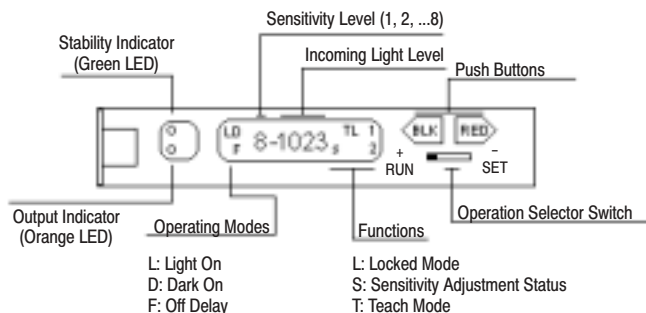 Sensitivity Level (1, 2, ...8)
Stability Indicator
(Green LED)
Incoming Light Level
Push Buttons
LD
F
8-1023
s
TL 1
2
BLK
RED
+
–
RUN
SET
Output Indicator
(Orange LED)
Operating Modes
Functions
Operation Selector Switch
L: Light On
D: Dark On
F: Off Delay
L: Locked Mode
S: Sensitivity Adjustment Status
T: Teach Mode